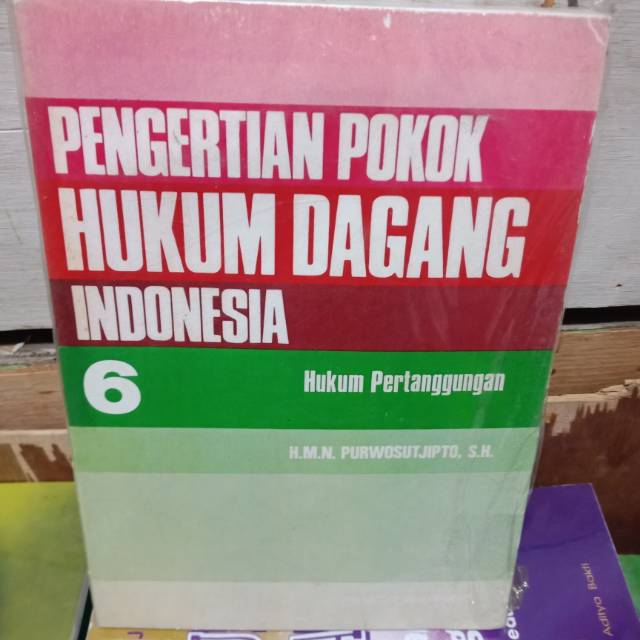 PENGERTIAN POKOK
HUKUM DAGANG
INDONESIA
6
Hukum Pertanggungan
H.M.N. PURWOSUTJIPTO, S.H.
Aditya Bakti